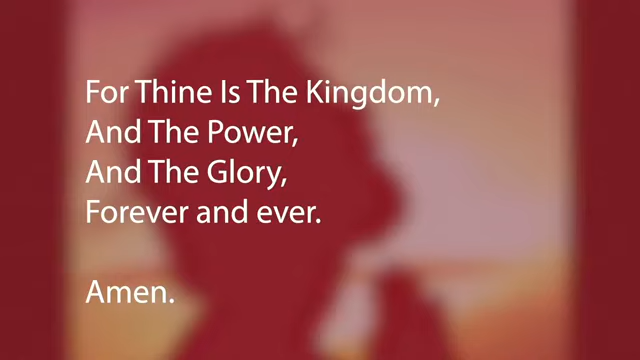 For Thine Is The Kingdom,
And The Power,
And The Glory,
Forever and ever.
Amen.